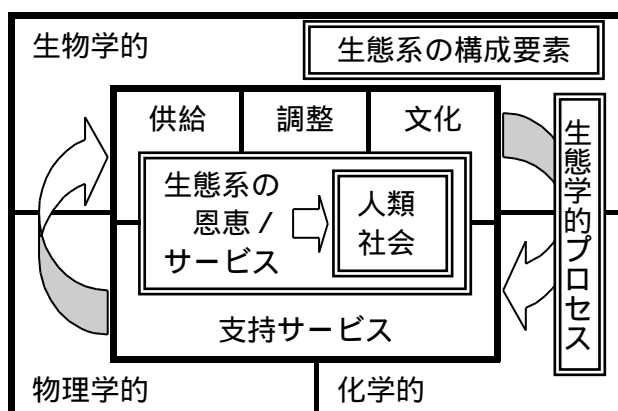 生物学的
生態系の構成要素
供給
調整
文化
生態系の
恩恵/
サービス
人類
社会
生態学的プロセス
支持サービス
物理学的
化学的